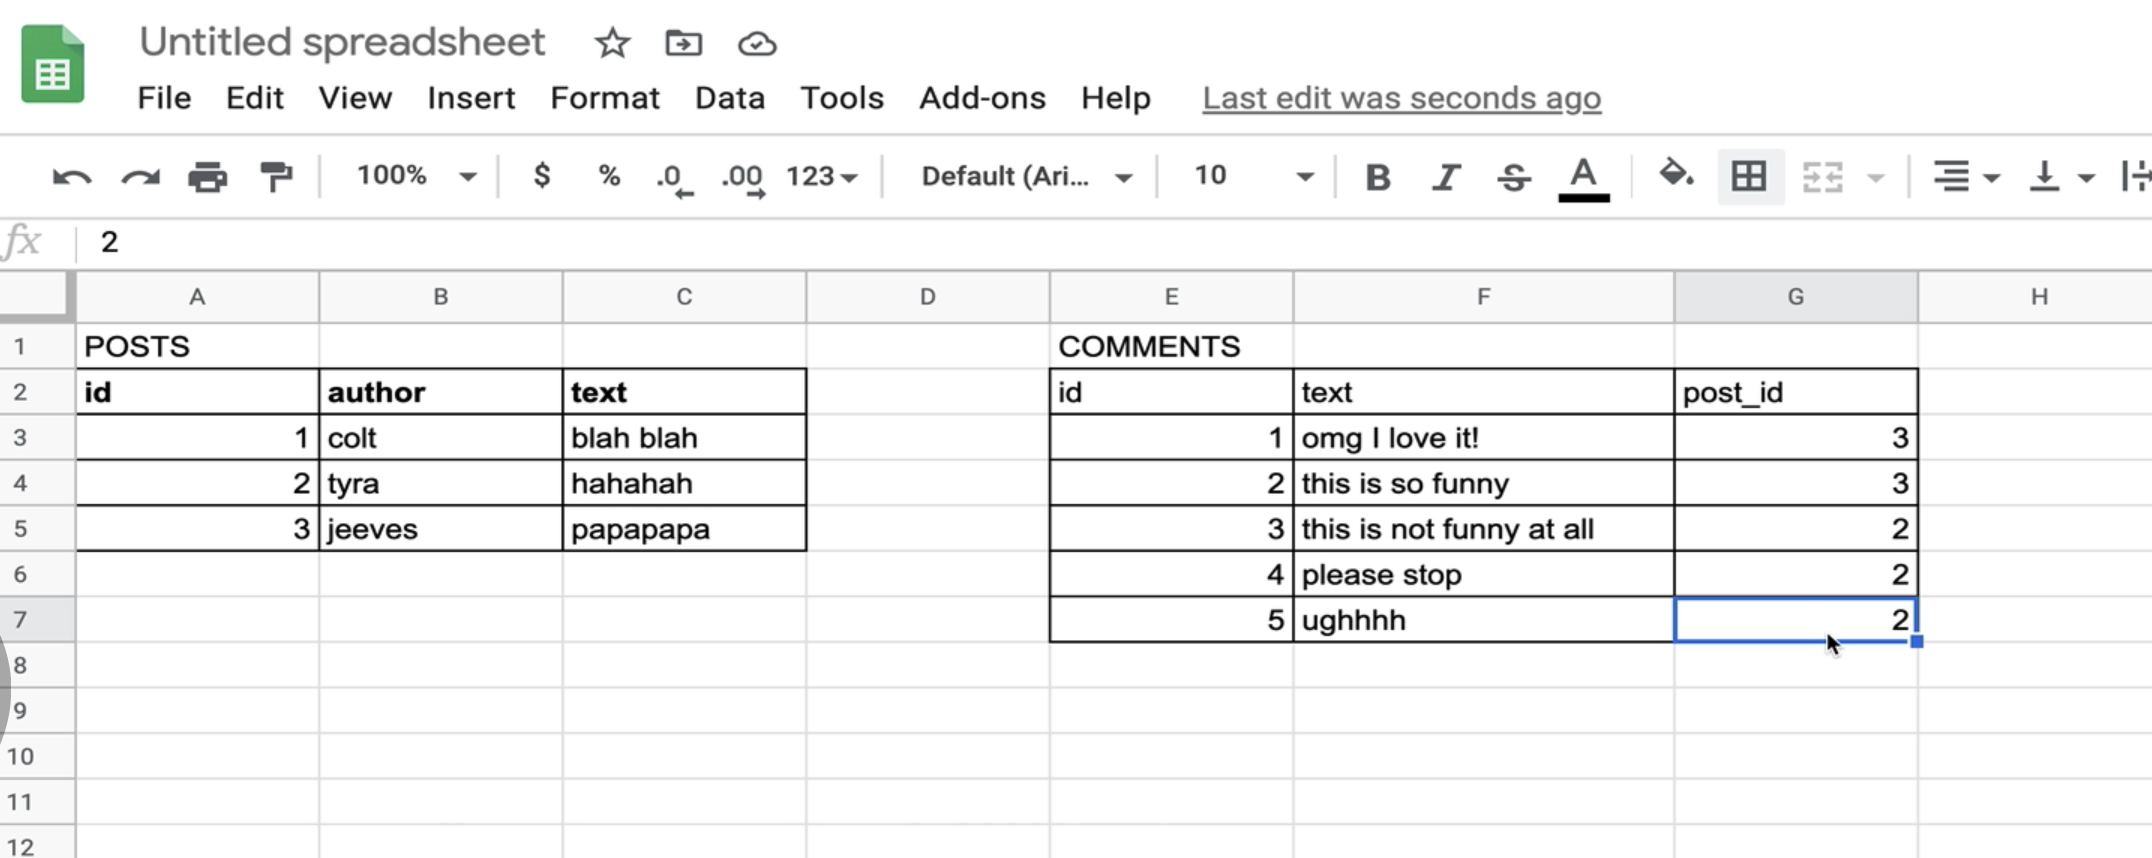 Untitled spreadsheet
File Edit View Insert Format Data Tools Add-ons Help Last edit was seconds ago
100% $ % .0 .00 123 Default (Ari... 10 B I S A
fx 2
A B C D E F G H
1 POSTS COMMENTS
2 id author text id text post_id
3 1 colt blah blah 1 omg I love it! 3
4 2 tyra hahahah 2 this is so funny 3
5 3 jeeves papapapa 3 this is not funny at all 2
6 4 please stop 2
7 5 ughhhh 2
8
9
10
11
12